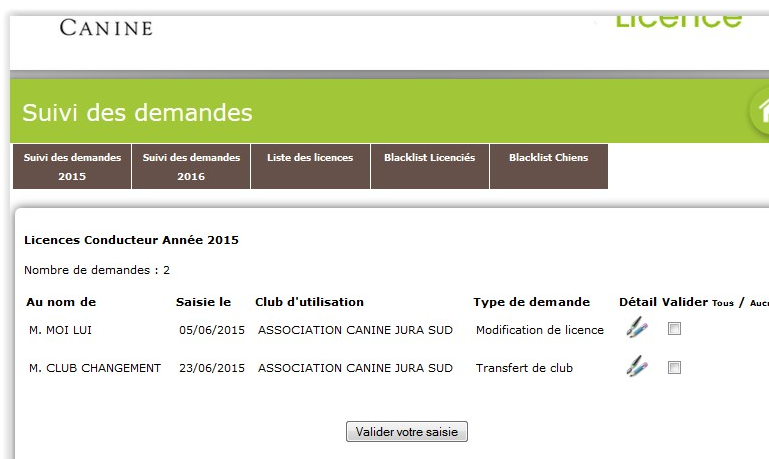 CANINE
Licence
Suivi des demandes
Suivi des demandes 2015
Suivi des demandes 2016
Liste des licences
Blacklist Licenciés
Blacklist Chiens
Licences Conducteur Année 2015
Nombre de demandes : 2
Au nom de Saisie le Club d'utilisation Type de demande Détail Valider Tous /
M. MOI LUI 05/06/2015 ASSOCIATION CANINE JURA SUD Modification de licence
M. CLUB CHANGEMENT 23/06/2015 ASSOCIATION CANINE JURA SUD Transfert de club
Valider votre saisie